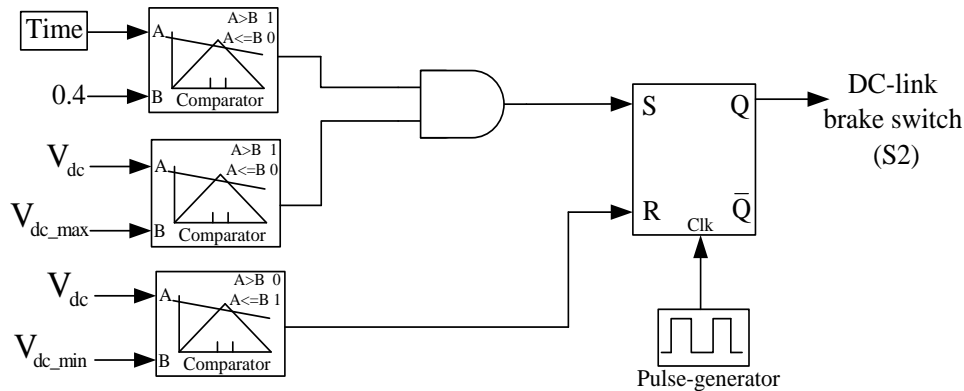 Time
A
A>B 1
A<=B 0
0.4
B
Comparator
V_dc
A
A>B 1
A<=B 0
V_dc_max
B
Comparator
V_dc
A
A>B 0
A<=B 1
V_dc_min
B
Comparator
S
Q
R
Q̅
Clk
DC-link
brake switch
(S2)
Pulse-generator